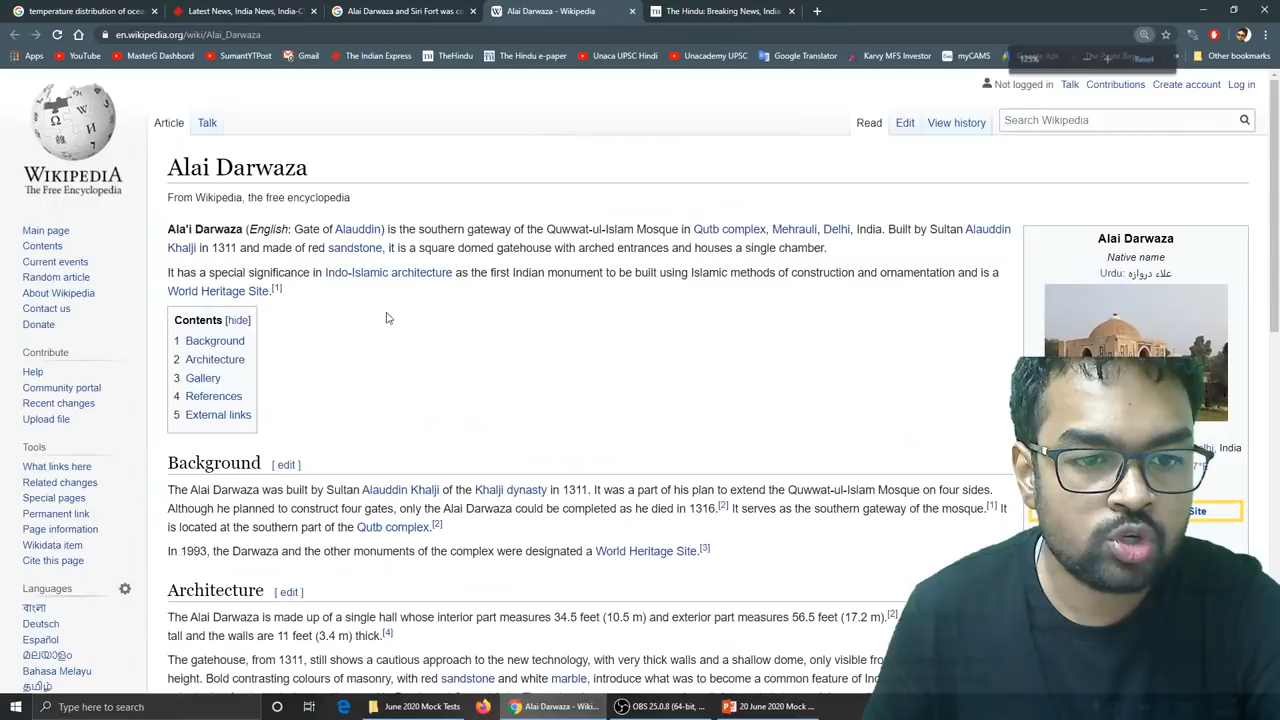 temperature distribution of ocea
Latest News, India News, India-C
Alai Darwaza and Siri Fort was co
Alai Darwaza - Wikipedia
The Hindu: Breaking News, India
en.wikipedia.org/wiki/Alai_Darwaza
Apps YouTube MasterG Dashbord SumantYTPost Gmail The Indian Express TheHindu The Hindu e-paper Unaca UPSC Hindi Unacademy UPSC Google Translator Karvy MFS Investor myCAMS Other bookmarks
125% Reset
Not logged in Talk Contributions Create account Log in
Article Talk Read Edit View history Search Wikipedia
WIKIPEDIA
The Free Encyclopedia
Main page
Contents
Current events
Random article
About Wikipedia
Contact us
Donate
Contribute
Help
Community portal
Recent changes
Upload file
Tools
What links here
Related changes
Special pages
Permanent link
Page information
Wikidata item
Cite this page
Languages
বাংলা
Deutsch
Español
മലയാളം
Bahasa Melayu
தமிழ்
Alai Darwaza
From Wikipedia, the free encyclopedia
Ala'i Darwaza (English: Gate of Alauddin) is the southern gateway of the Quwwat-ul-Islam Mosque in Qutb complex, Mehrauli, Delhi, India. Built by Sultan Alauddin
Khalji in 1311 and made of red sandstone, it is a square domed gatehouse with arched entrances and houses a single chamber.
It has a special significance in Indo-Islamic architecture as the first Indian monument to be built using Islamic methods of construction and ornamentation and is a
World Heritage Site.[1]
Contents [hide]
1 Background
2 Architecture
3 Gallery
4 References
5 External links
Background [ edit ]
The Alai Darwaza was built by Sultan Alauddin Khalji of the Khalji dynasty in 1311. It was a part of his plan to extend the Quwwat-ul-Islam Mosque on four sides.
Although he planned to construct four gates, only the Alai Darwaza could be completed as he died in 1316.[2] It serves as the southern gateway of the mosque.[1] It
is located at the southern part of the Qutb complex.[2]
In 1993, the Darwaza and the other monuments of the complex were designated a World Heritage Site.[3]
Architecture [ edit ]
The Alai Darwaza is made up of a single hall whose interior part measures 34.5 feet (10.5 m) and exterior part measures 56.5 feet (17.2 m).[2]
tall and the walls are 11 feet (3.4 m) thick.[4]
The gatehouse, from 1311, still shows a cautious approach to the new technology, with very thick walls and a shallow dome, only visible fro
height. Bold contrasting colours of masonry, with red sandstone and white marble, introduce what was to become a common feature of Ind
Alai Darwaza
Native name
Urdu: علاء دروازہ
India
Site
Type here to search
June 2020 Mock Tests
Alai Darwaza - Wiki...
OBS 25.0.8 (64-bit, ...
20 June 2020 Mock ...